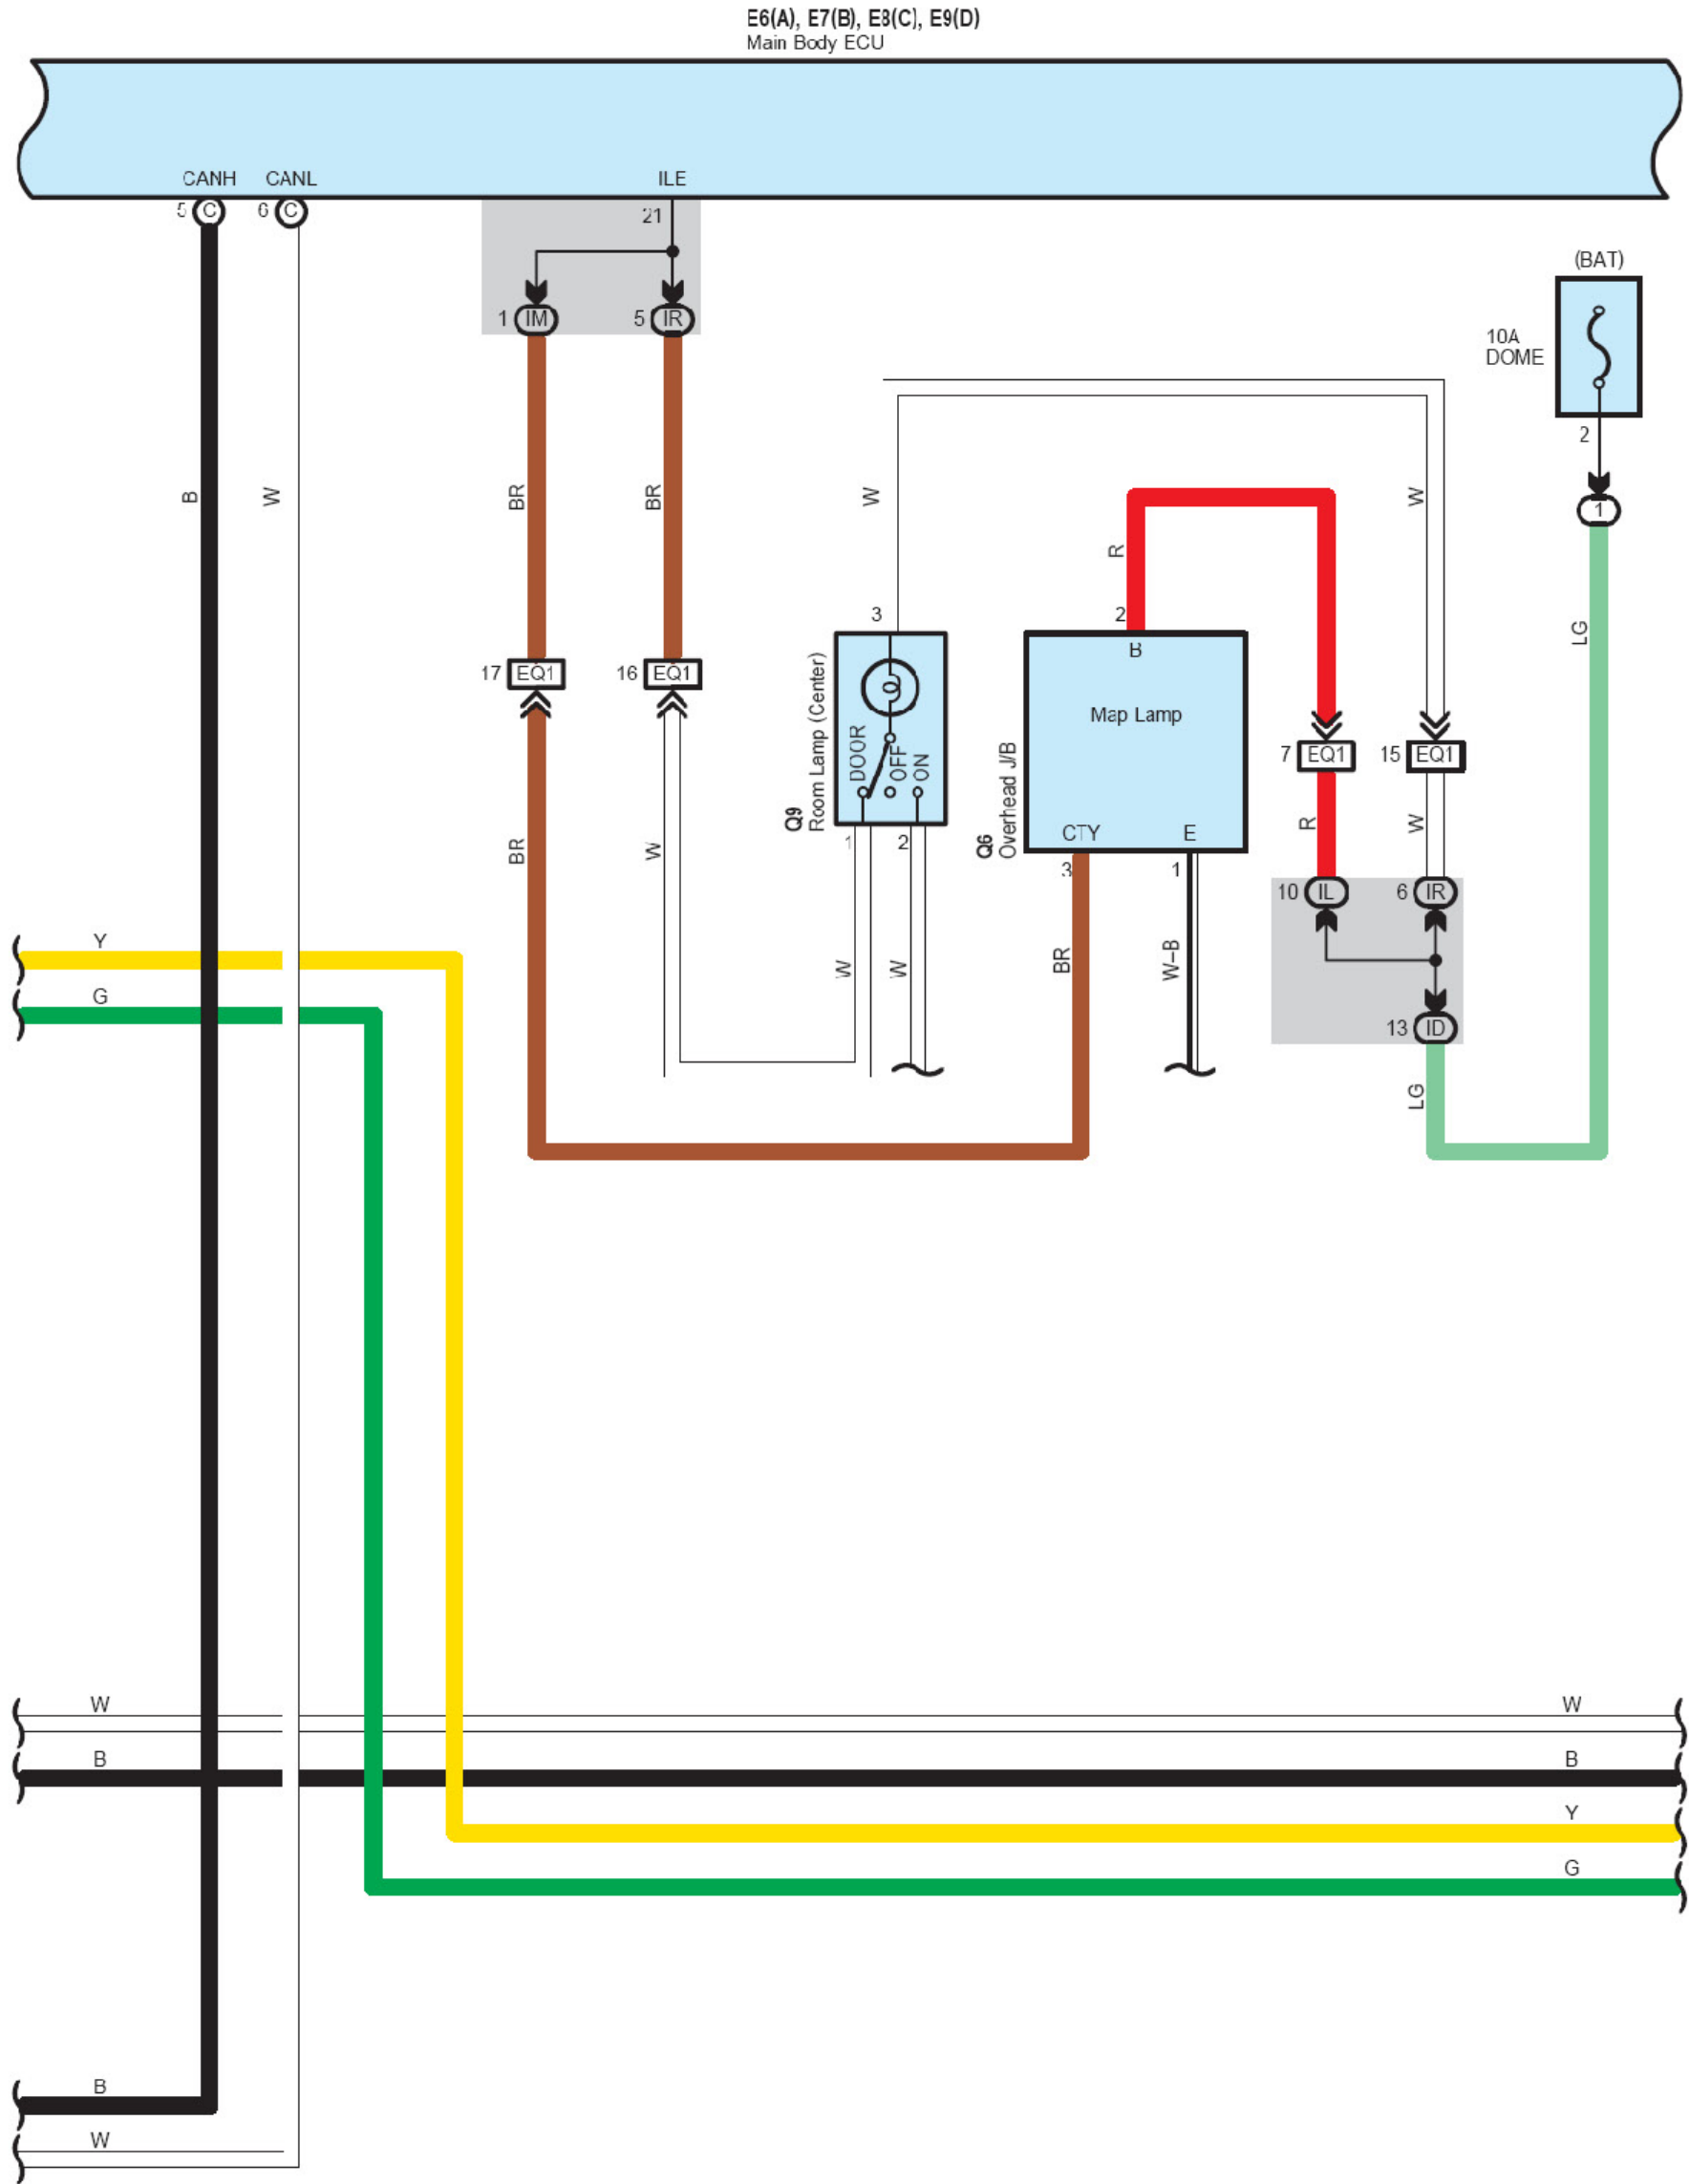 E6(A), E7(B), E8(C), E9(D)
Main Body ECU
CANH CANL ILE
5 C 6 C 21
(BAT)
1 IM 5 IR
10A
DOME
2
1
B W BR BR W W
R
3 2
LG
17 EQ1 16 EQ1
B
Map Lamp
DOOR
OFF
ON
Q9
Room Lamp (Center)
7 EQ1 15 EQ1
CTY E
Q6
Overhead J/B
R W
BR W
1 2 3 1
10 IL 6 IR
Y
W W BR W-B
G
13 ID
LG
W W
B B
Y
G
B
W